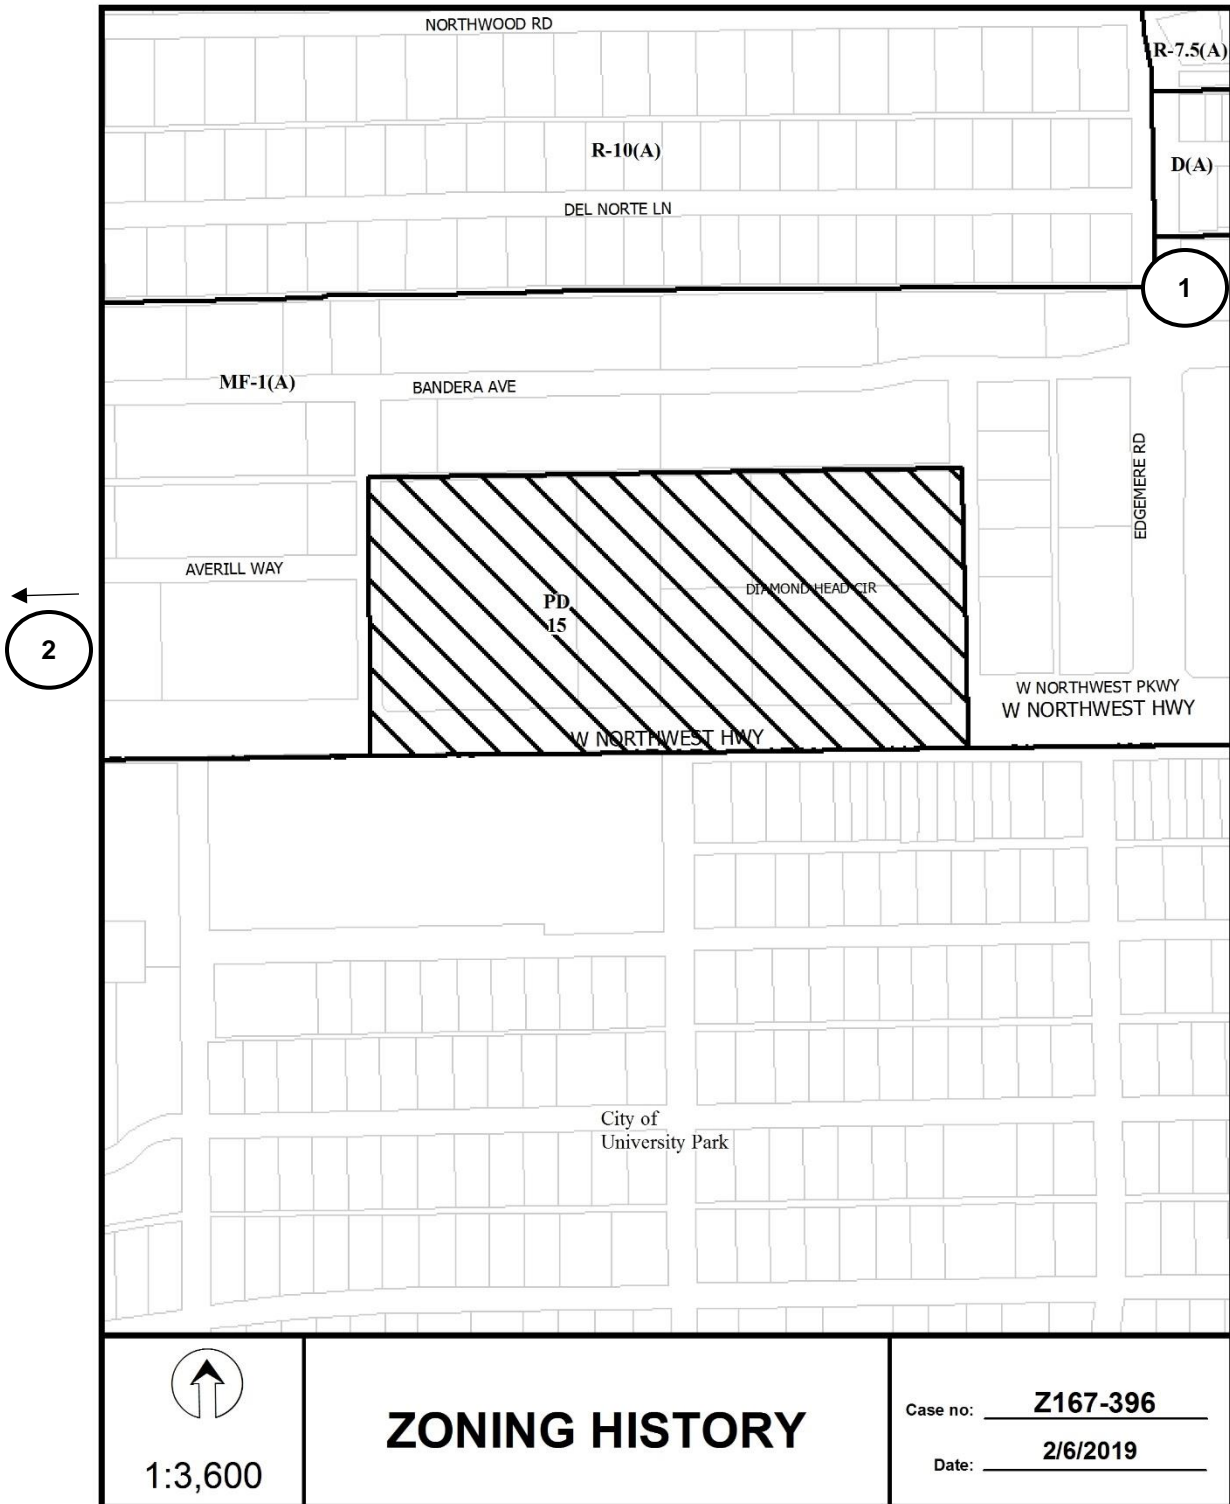 NORTHWOOD RD
R-7.5(A)
R-10(A)
D(A)
DEL NORTE LN
1
MF-1(A)
BANDERA AVE
EDGEMERE RD
AVERILL WAY
DIAMOND HEAD CIR
PD
15
2
W NORTHWEST PKWY
W NORTHWEST HWY
W NORTHWEST HWY
City of
University Park
1:3,600
ZONING HISTORY
Case no: Z167-396
Date: 2/6/2019